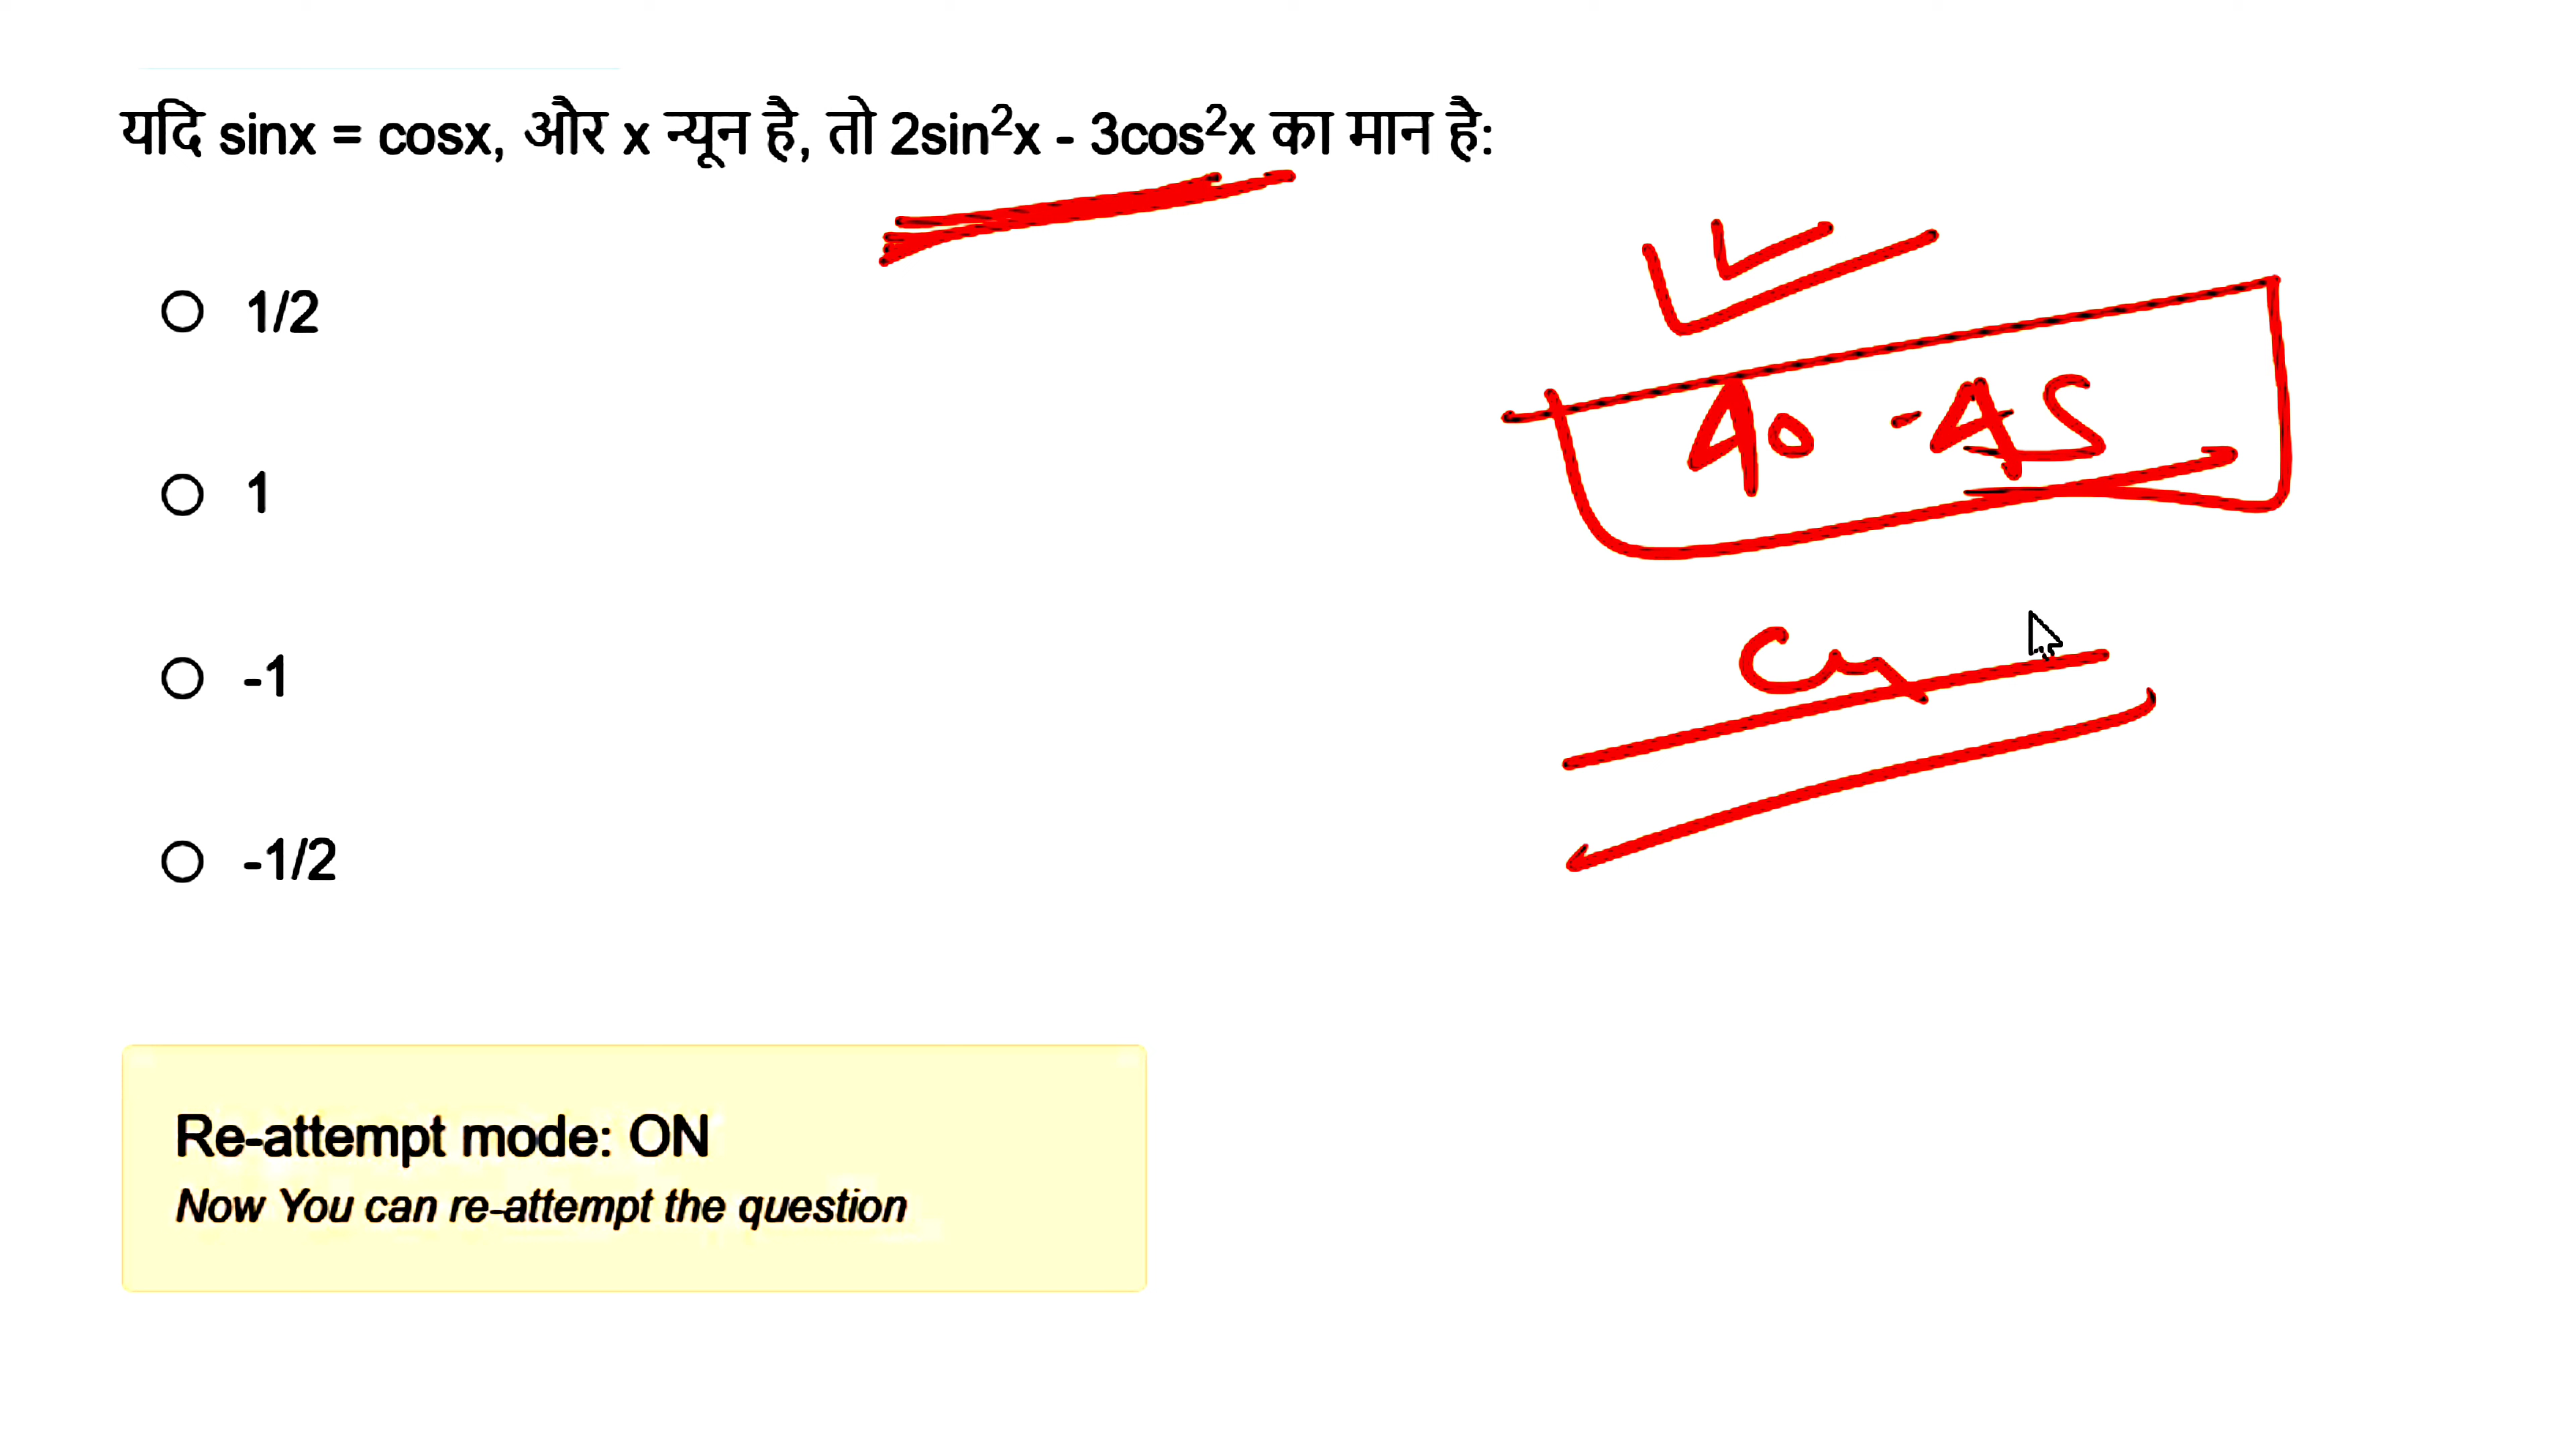 यदि sinx = cosx, और x न्यून है, तो 2sin²x - 3cos²x का मान है:
1/2
1
-1
-1/2
90 - 45
Re-attempt mode: ON
Now You can re-attempt the question